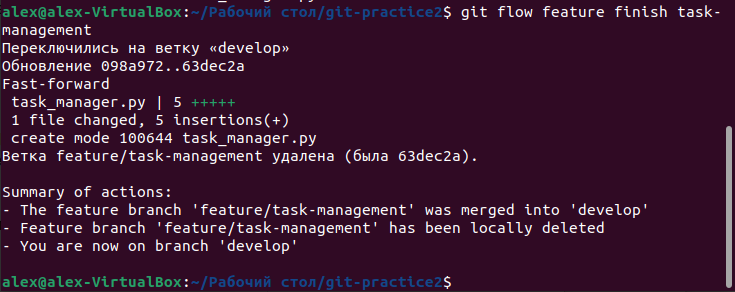 alex@alex-VirtualBox:~/Рабочий стол/git-practice2$ git flow feature finish task-
management
Переключились на ветку «develop»
Обновление 098a972..63dec2a
Fast-forward
 task_manager.py | 5 +++++
 1 file changed, 5 insertions(+)
 create mode 100644 task_manager.py
Ветка feature/task-management удалена (была 63dec2a).

Summary of actions:
- The feature branch 'feature/task-management' was merged into 'develop'
- Feature branch 'feature/task-management' has been locally deleted
- You are now on branch 'develop'

alex@alex-VirtualBox:~/Рабочий стол/git-practice2$